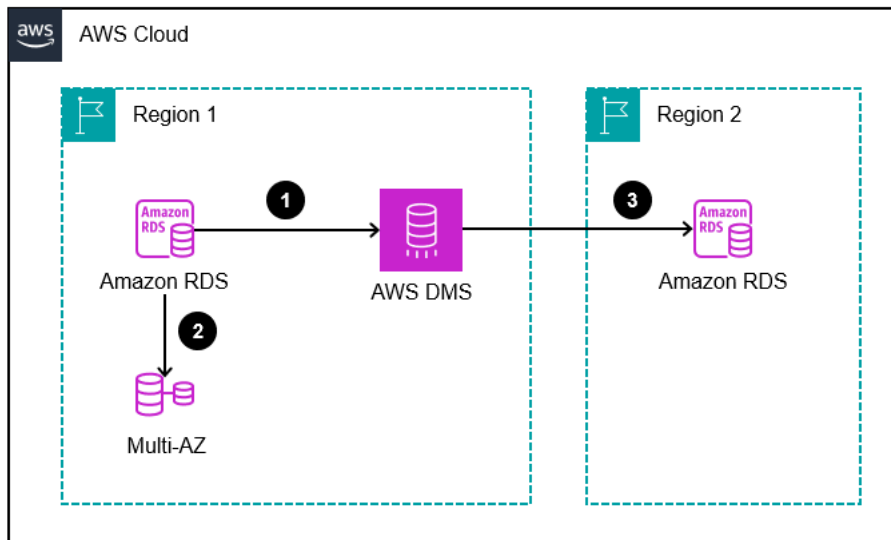 aws
AWS Cloud
Region 1
Region 2
1
3
Amazon
RDS
Amazon
RDS
Amazon RDS
AWS DMS
Amazon RDS
2
Multi-AZ